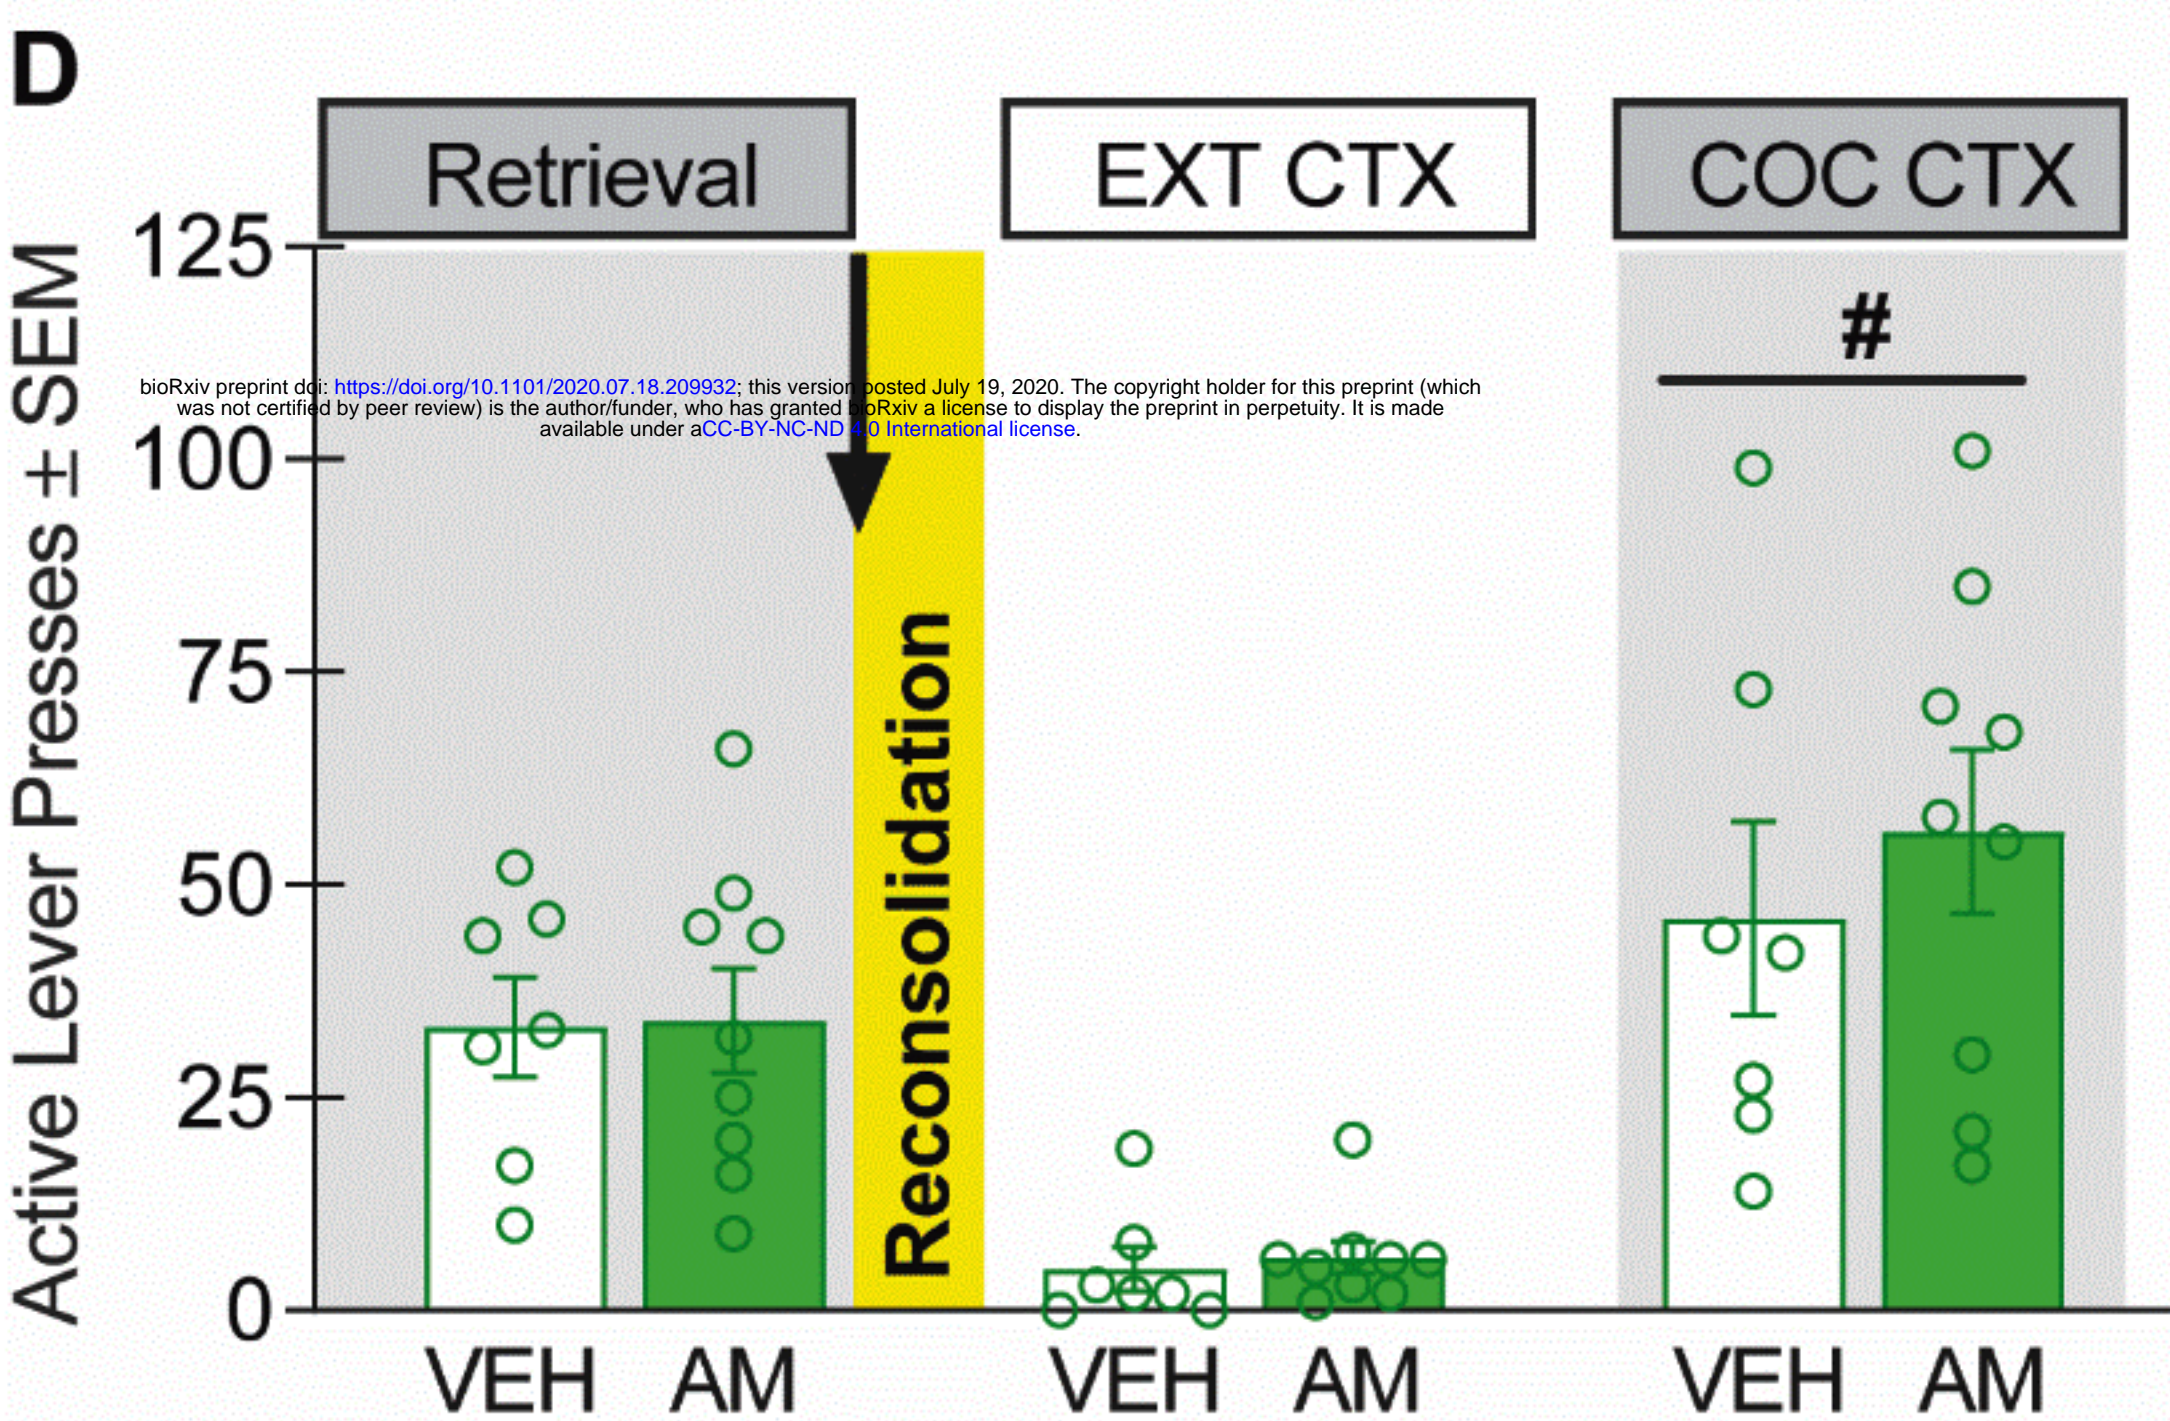 D
Retrieval
EXT CTX
COC CTX
Active Lever Presses ± SEM
125
100
75
50
25
0
#
bioRxiv preprint doi: https://doi.org/10.1101/2020.07.18.209932; this version posted July 19, 2020. The copyright holder for this preprint (which
was not certified by peer review) is the author/funder, who has granted bioRxiv a license to display the preprint in perpetuity. It is made
available under aCC-BY-NC-ND 4.0 International license.
Reconsolidation
VEH AM VEH AM VEH AM